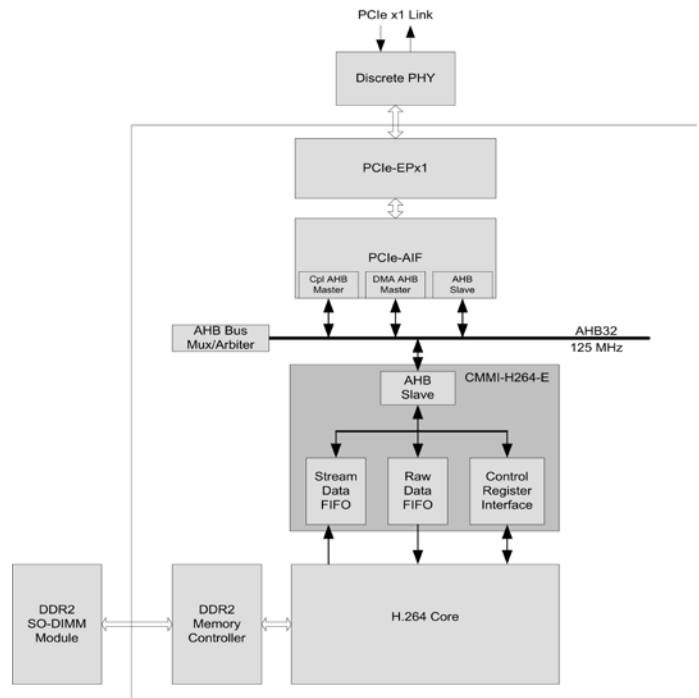 PCIe x1 Link
Discrete PHY
PCIe-EPx1
PCIe-AIF
Cpl AHB
Master
DMA AHB
Master
AHB
Slave
AHB Bus
Mux/Arbiter
AHB32
125 MHz
CMMI-H264-E
AHB
Slave
Stream
Data
FIFO
Raw
Data
FIFO
Control
Register
Interface
DDR2
SO-DIMM
Module
DDR2
Memory
Controller
H.264 Core